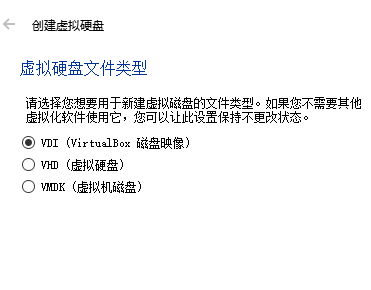 创建虚拟硬盘
虚拟硬盘文件类型
请选择您想要用于新建虚拟磁盘的文件类型。如果您不需要其他
虚拟化软件使用它，您可以让此设置保持不更改状态。
VDI (VirtualBox 磁盘映像)
VHD (虚拟硬盘)
VMDK (虚拟机磁盘)